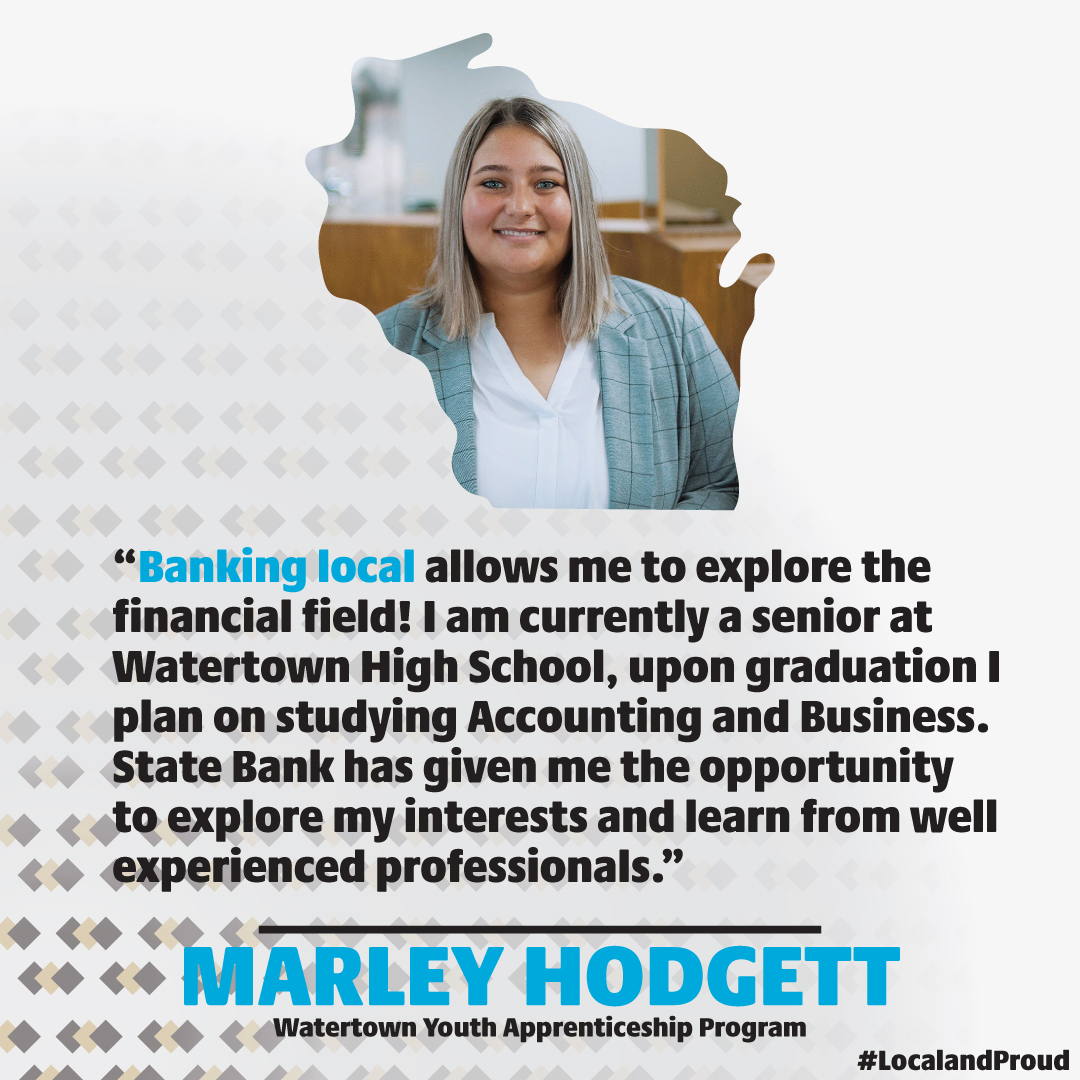 “Banking local allows me to explore the
financial field! I am currently a senior at
Watertown High School, upon graduation I
plan on studying Accounting and Business.
State Bank has given me the opportunity
to explore my interests and learn from well
experienced professionals.”
MARLEY HODGETT
Watertown Youth Apprenticeship Program
#LocalandProud